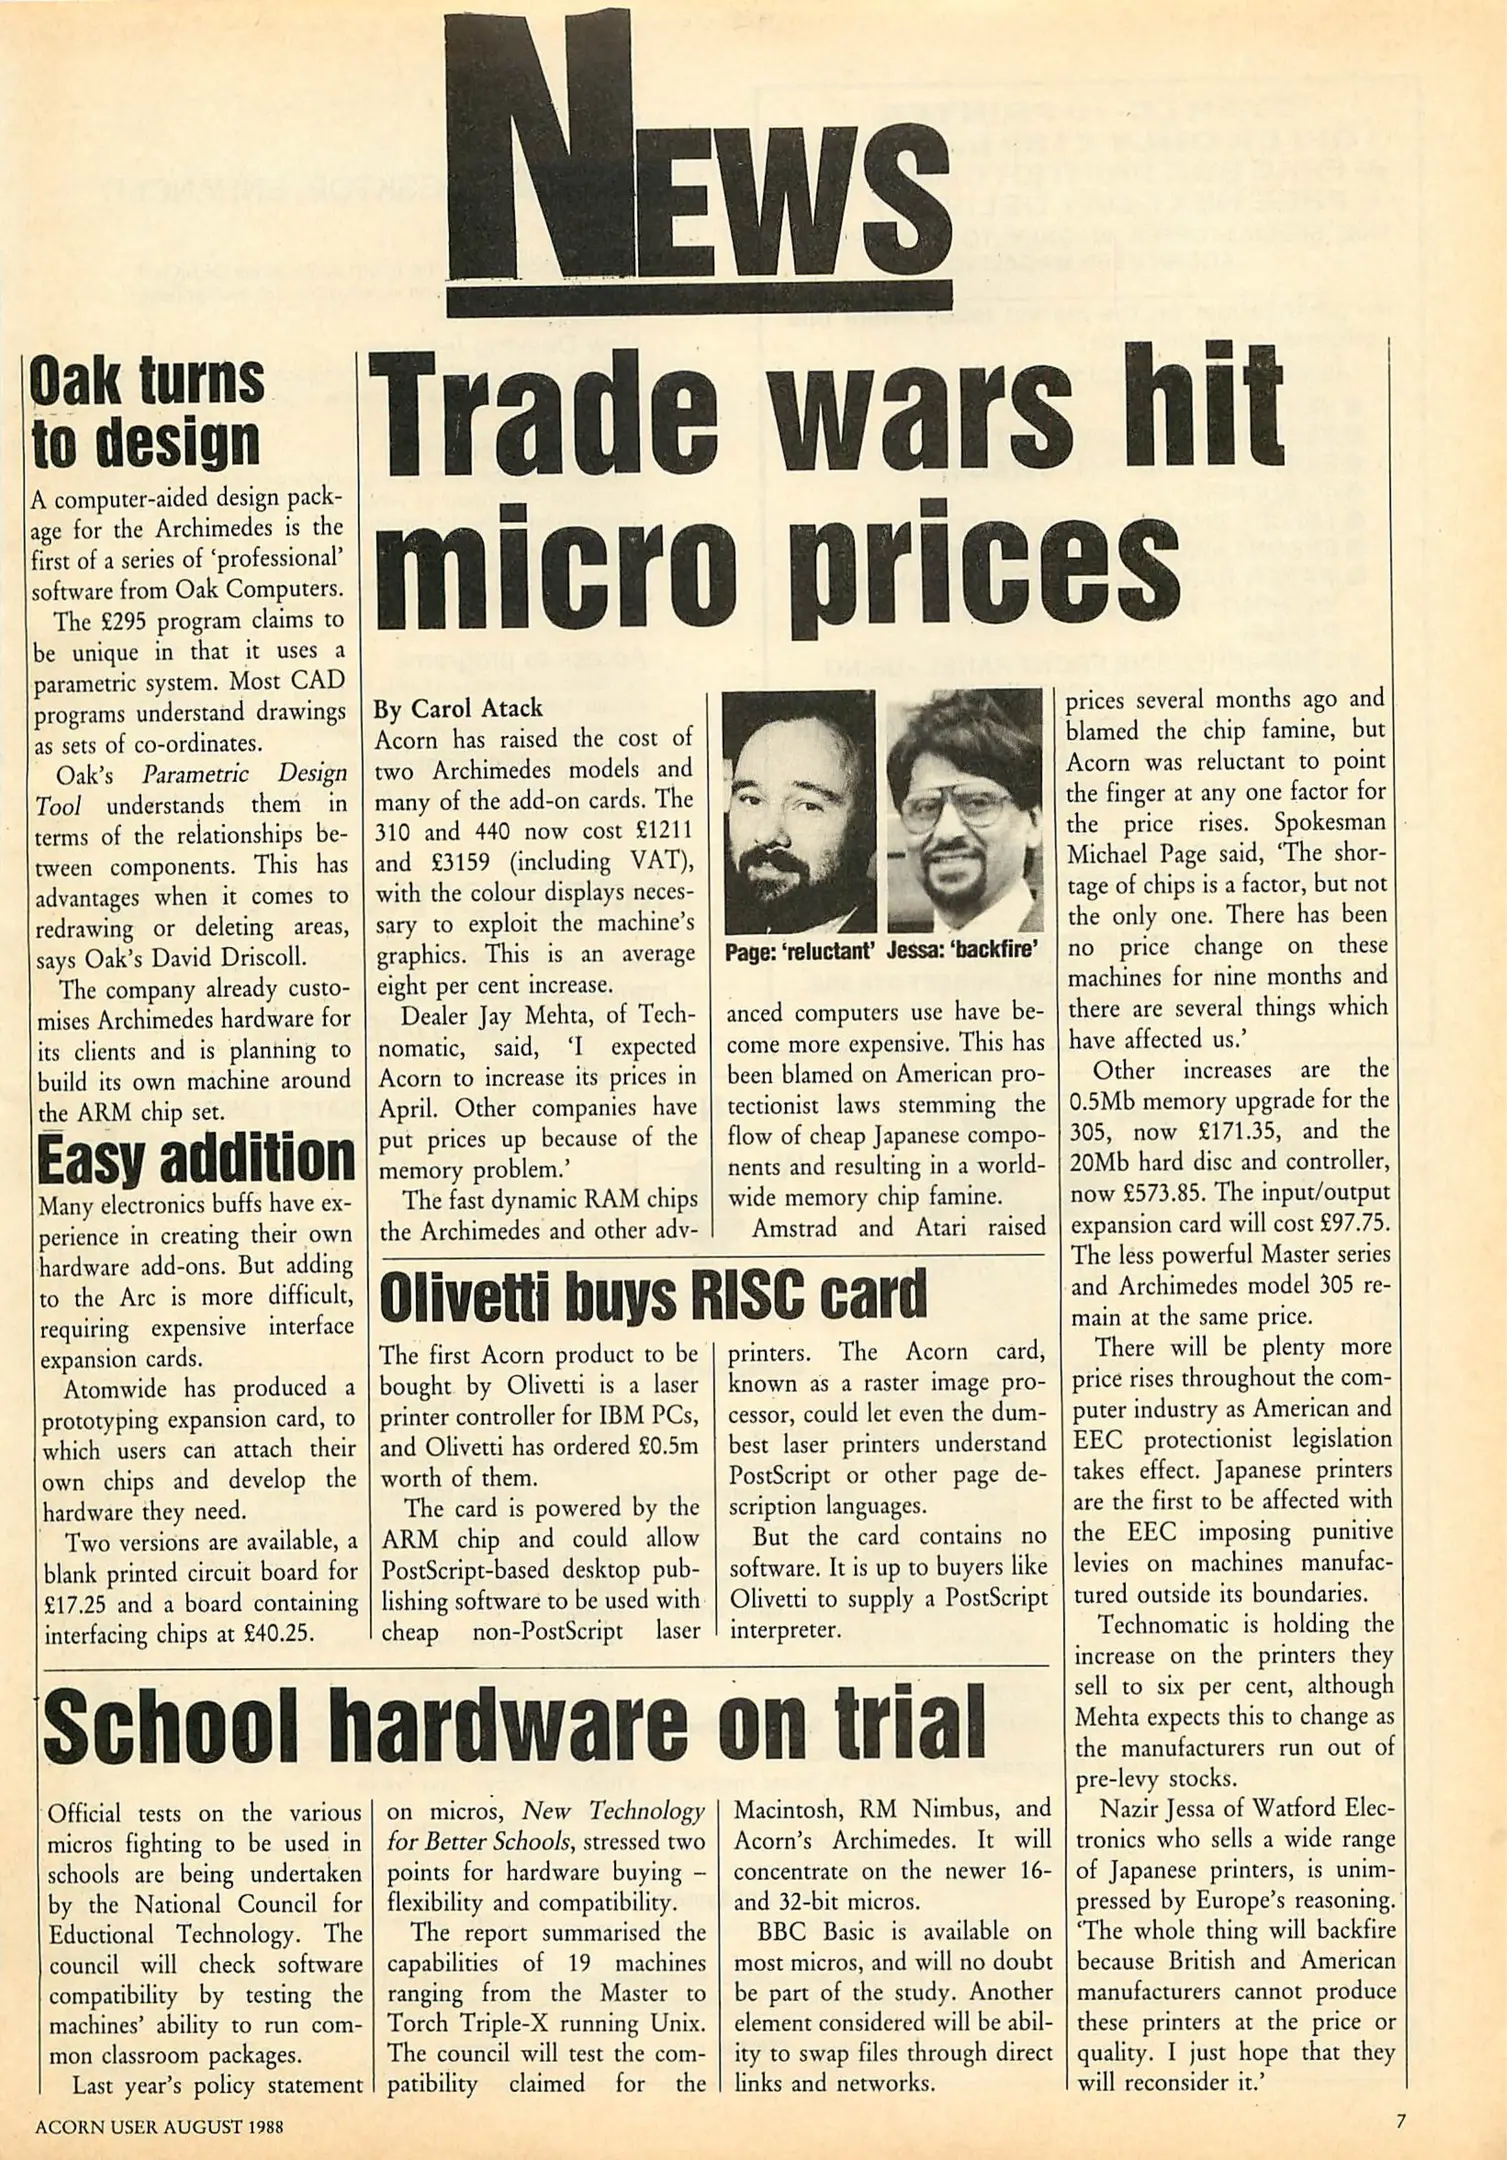 NEWS
Oak turns
to design
A computer-aided design pack-
age for the Archimedes is the
first of a series of ‘professional’
software from Oak Computers.
The £295 program claims to
be unique in that it uses a
parametric system. Most CAD
programs understand drawings
as sets of co-ordinates.
Oak’s Parametric Design
Tool understands them in
terms of the relationships be-
tween components. This has
advantages when it comes to
redrawing or deleting areas,
says Oak’s David Driscoll.
The company already custo-
mises Archimedes hardware for
its clients and is planning to
build its own machine around
the ARM chip set.
Easy addition
Many electronics buffs have ex-
perience in creating their own
hardware add-ons. But adding
to the Arc is more difficult,
requiring expensive interface
expansion cards.
Atomwide has produced a
prototyping expansion card, to
which users can attach their
own chips and develop the
hardware they need.
Two versions are available, a
blank printed circuit board for
£17.25 and a board containing
interfacing chips at £40.25.
Trade wars hit
micro prices
By Carol Atack
Acorn has raised the cost of
two Archimedes models and
many of the add-on cards. The
310 and 440 now cost £1211
and £3159 (including VAT),
with the colour displays neces-
sary to exploit the machine’s
graphics. This is an average
eight per cent increase.
Dealer Jay Mehta, of Tech-
nomatic, said, ‘I expected
Acorn to increase its prices in
April. Other companies have
put prices up because of the
memory problem.’
The fast dynamic RAM chips
the Archimedes and other adv-
Page: ‘reluctant’ Jessa: ‘backfire’
anced computers use have be-
come more expensive. This has
been blamed on American pro-
tectionist laws stemming the
flow of cheap Japanese compo-
nents and resulting in a world-
wide memory chip famine.
Amstrad and Atari raised
prices several months ago and
blamed the chip famine, but
Acorn was reluctant to point
the finger at any one factor for
the price rises. Spokesman
Michael Page said, ‘The shor-
tage of chips is a factor, but not
the only one. There has been
no price change on these
machines for nine months and
there are several things which
have affected us.’
Other increases are the
0.5Mb memory upgrade for the
305, now £171.35, and the
20Mb hard disc and controller,
now £573.85. The input/output
expansion card will cost £97.75.
The less powerful Master series
and Archimedes model 305 re-
main at the same price.
There will be plenty more
price rises throughout the com-
puter industry as American and
EEC protectionist legislation
takes effect. Japanese printers
are the first to be affected with
the EEC imposing punitive
levies on machines manufac-
tured outside its boundaries.
Technomatic is holding the
increase on the printers they
sell to six per cent, although
Mehta expects this to change as
the manufacturers run out of
pre-levy stocks.
Nazir Jessa of Watford Elec-
tronics who sells a wide range
of Japanese printers, is unim-
pressed by Europe’s reasoning.
‘The whole thing will backfire
because British and American
manufacturers cannot produce
these printers at the price or
quality. I just hope that they
will reconsider it.’
Olivetti buys RISC card
The first Acorn product to be
bought by Olivetti is a laser
printer controller for IBM PCs,
and Olivetti has ordered £0.5m
worth of them.
The card is powered by the
ARM chip and could allow
PostScript-based desktop pub-
lishing software to be used with
cheap non-PostScript laser
printers. The Acorn card,
known as a raster image pro-
cessor, could let even the dum-
best laser printers understand
PostScript or other page de-
scription languages.
But the card contains no
software. It is up to buyers like
Olivetti to supply a PostScript
interpreter.
School hardware on trial
Official tests on the various
micros fighting to be used in
schools are being undertaken
by the National Council for
Eductional Technology. The
council will check software
compatibility by testing the
machines’ ability to run com-
mon classroom packages.
Last year’s policy statement
on micros, New Technology
for Better Schools, stressed two
points for hardware buying –
flexibility and compatibility.
The report summarised the
capabilities of 19 machines
ranging from the Master to
Torch Triple-X running Unix.
The council will test the com-
patibility claimed for the
Macintosh, RM Nimbus, and
Acorn’s Archimedes. It will
concentrate on the newer 16-
and 32-bit micros.
BBC Basic is available on
most micros, and will no doubt
be part of the study. Another
element considered will be abil-
ity to swap files through direct
links and networks.
ACORN USER AUGUST 1988
7